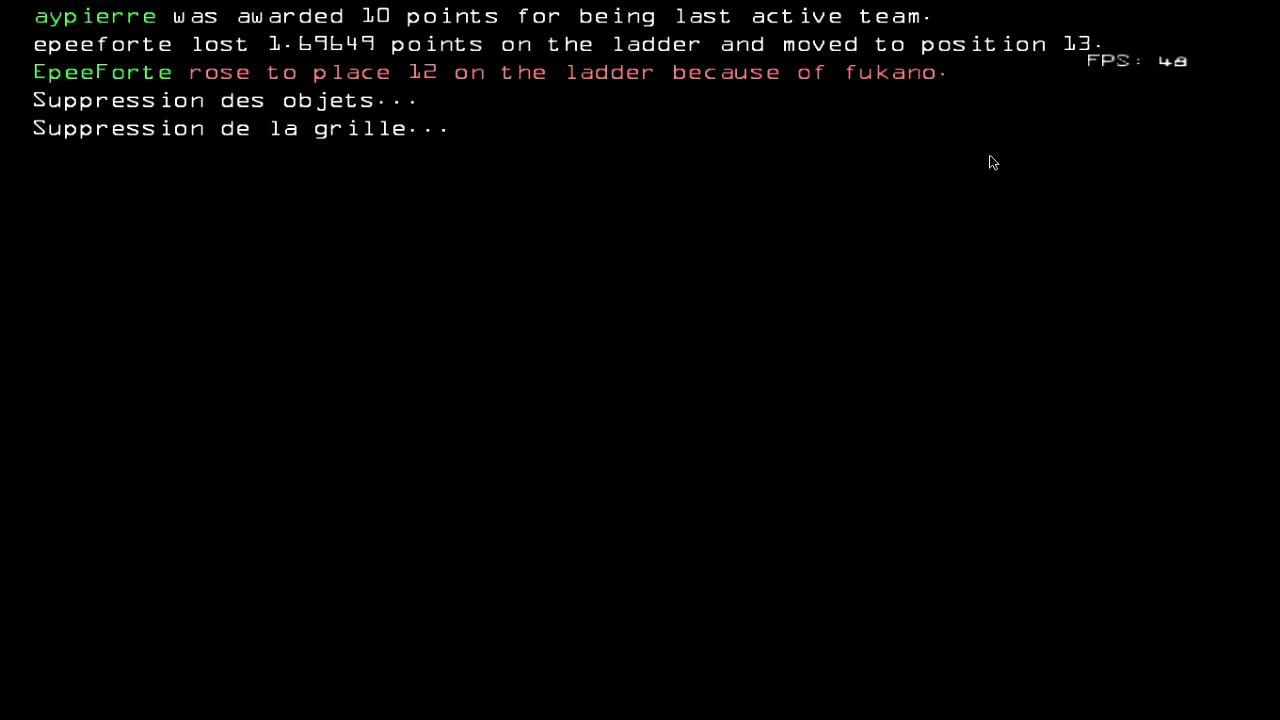 aypierre was awarded 10 points for being last active team.
epeeforte lost 1.69649 points on the ladder and moved to position 13.
FPS: 48
EpeeForte rose to place 12 on the ladder because of fukano.
Suppression des objets...
Suppression de la grille...